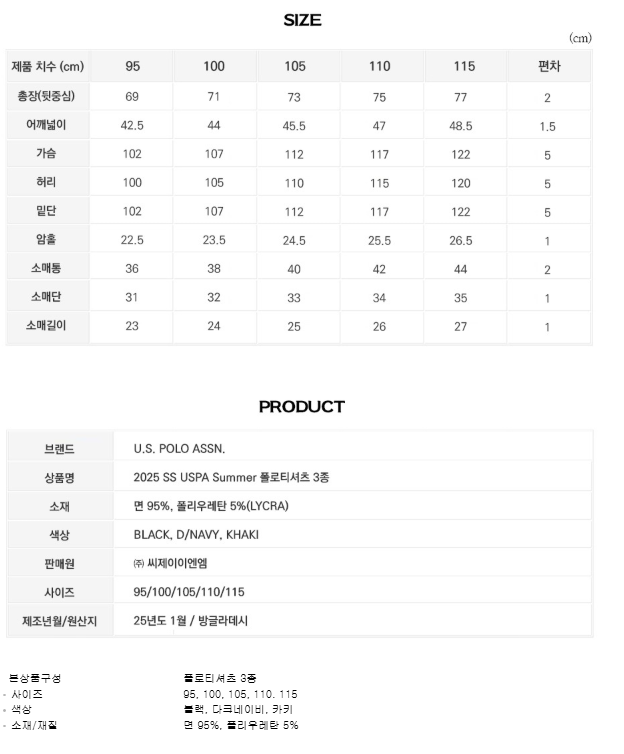 SIZE
(cm)
제품 치수 (cm) 95 100 105 110 115 편차
총장(뒷중심) 69 71 73 75 77 2
어깨넓이 42.5 44 45.5 47 48.5 1.5
가슴 102 107 112 117 122 5
허리 100 105 110 115 120 5
밑단 102 107 112 117 122 5
암홀 22.5 23.5 24.5 25.5 26.5 1
소매통 36 38 40 42 44 2
소매단 31 32 33 34 35 1
소매길이 23 24 25 26 27 1
PRODUCT
브랜드 U.S. POLO ASSN.
상품명 2025 SS USPA Summer 폴로티셔츠 3종
소재 면 95%, 폴리우레탄 5%(LYCRA)
색상 BLACK, D/NAVY, KHAKI
판매원 ㈜ 씨제이이엔엠
사이즈 95/100/105/110/115
제조년월/원산지 25년도 1월 / 방글라데시
본상품구성 폴로티셔츠 3종
- 사이즈 95, 100, 105, 110. 115
- 색상 블랙, 다크네이비, 카키
- 소재/재질 면 95%, 폴리우레탄 5%